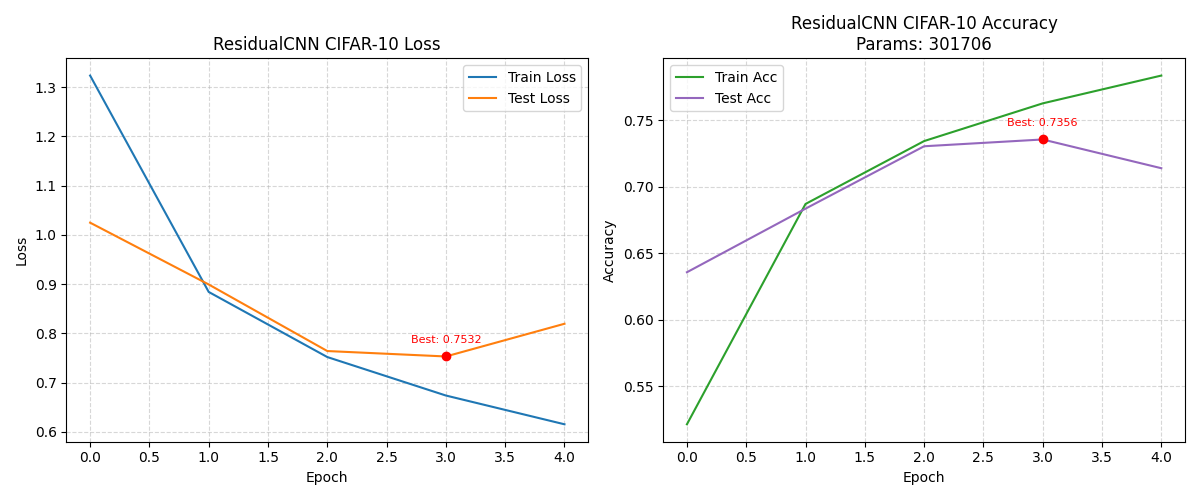 ResidualCNN CIFAR-10 Loss
1.3
1.2
1.1
1.0
0.9
0.8
0.7
0.6
Loss
Train Loss
Test Loss
Best: 0.7532
0.0 0.5 1.0 1.5 2.0 2.5 3.0 3.5 4.0
Epoch
ResidualCNN CIFAR-10 Accuracy
Params: 301706
0.75
0.70
0.65
0.60
0.55
Accuracy
Train Acc
Test Acc
Best: 0.7356
0.0 0.5 1.0 1.5 2.0 2.5 3.0 3.5 4.0
Epoch